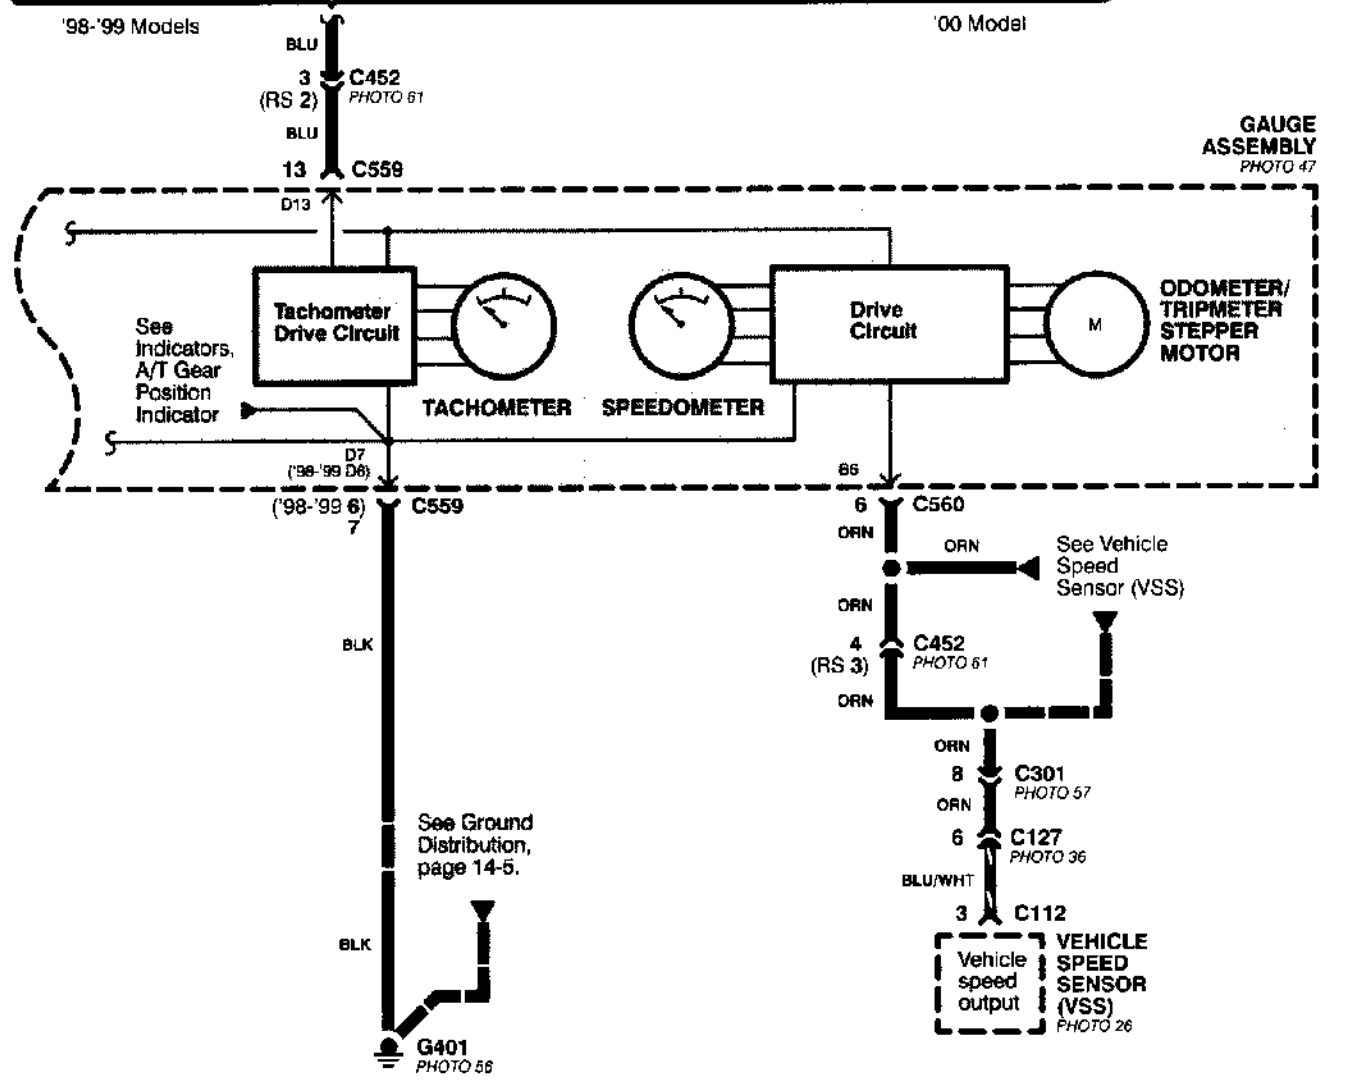 '98-'99 Models
'00 Model
BLU
3
C452
(RS 2)
PHOTO 61
BLU
13
C559
GAUGE
ASSEMBLY
PHOTO 47
D13
Tachometer
Drive Circuit
Drive
Circuit
M
ODOMETER/
TRIPMETER
STEPPER
MOTOR
See
Indicators,
A/T Gear
Position
Indicator
TACHOMETER
SPEEDOMETER
D7
('98-'99 D6)
B6
('98-'99 6)
7
C559
6
C560
ORN
ORN
See Vehicle
Speed
Sensor (VSS)
ORN
BLK
4
C452
(RS 3)
PHOTO 61
ORN
ORN
8
C301
PHOTO 57
ORN
6
C127
PHOTO 36
See Ground
Distribution,
page 14-5.
BLU/WHT
3
C112
BLK
Vehicle
speed
output
VEHICLE
SPEED
SENSOR
(VSS)
PHOTO 26
G401
PHOTO 56